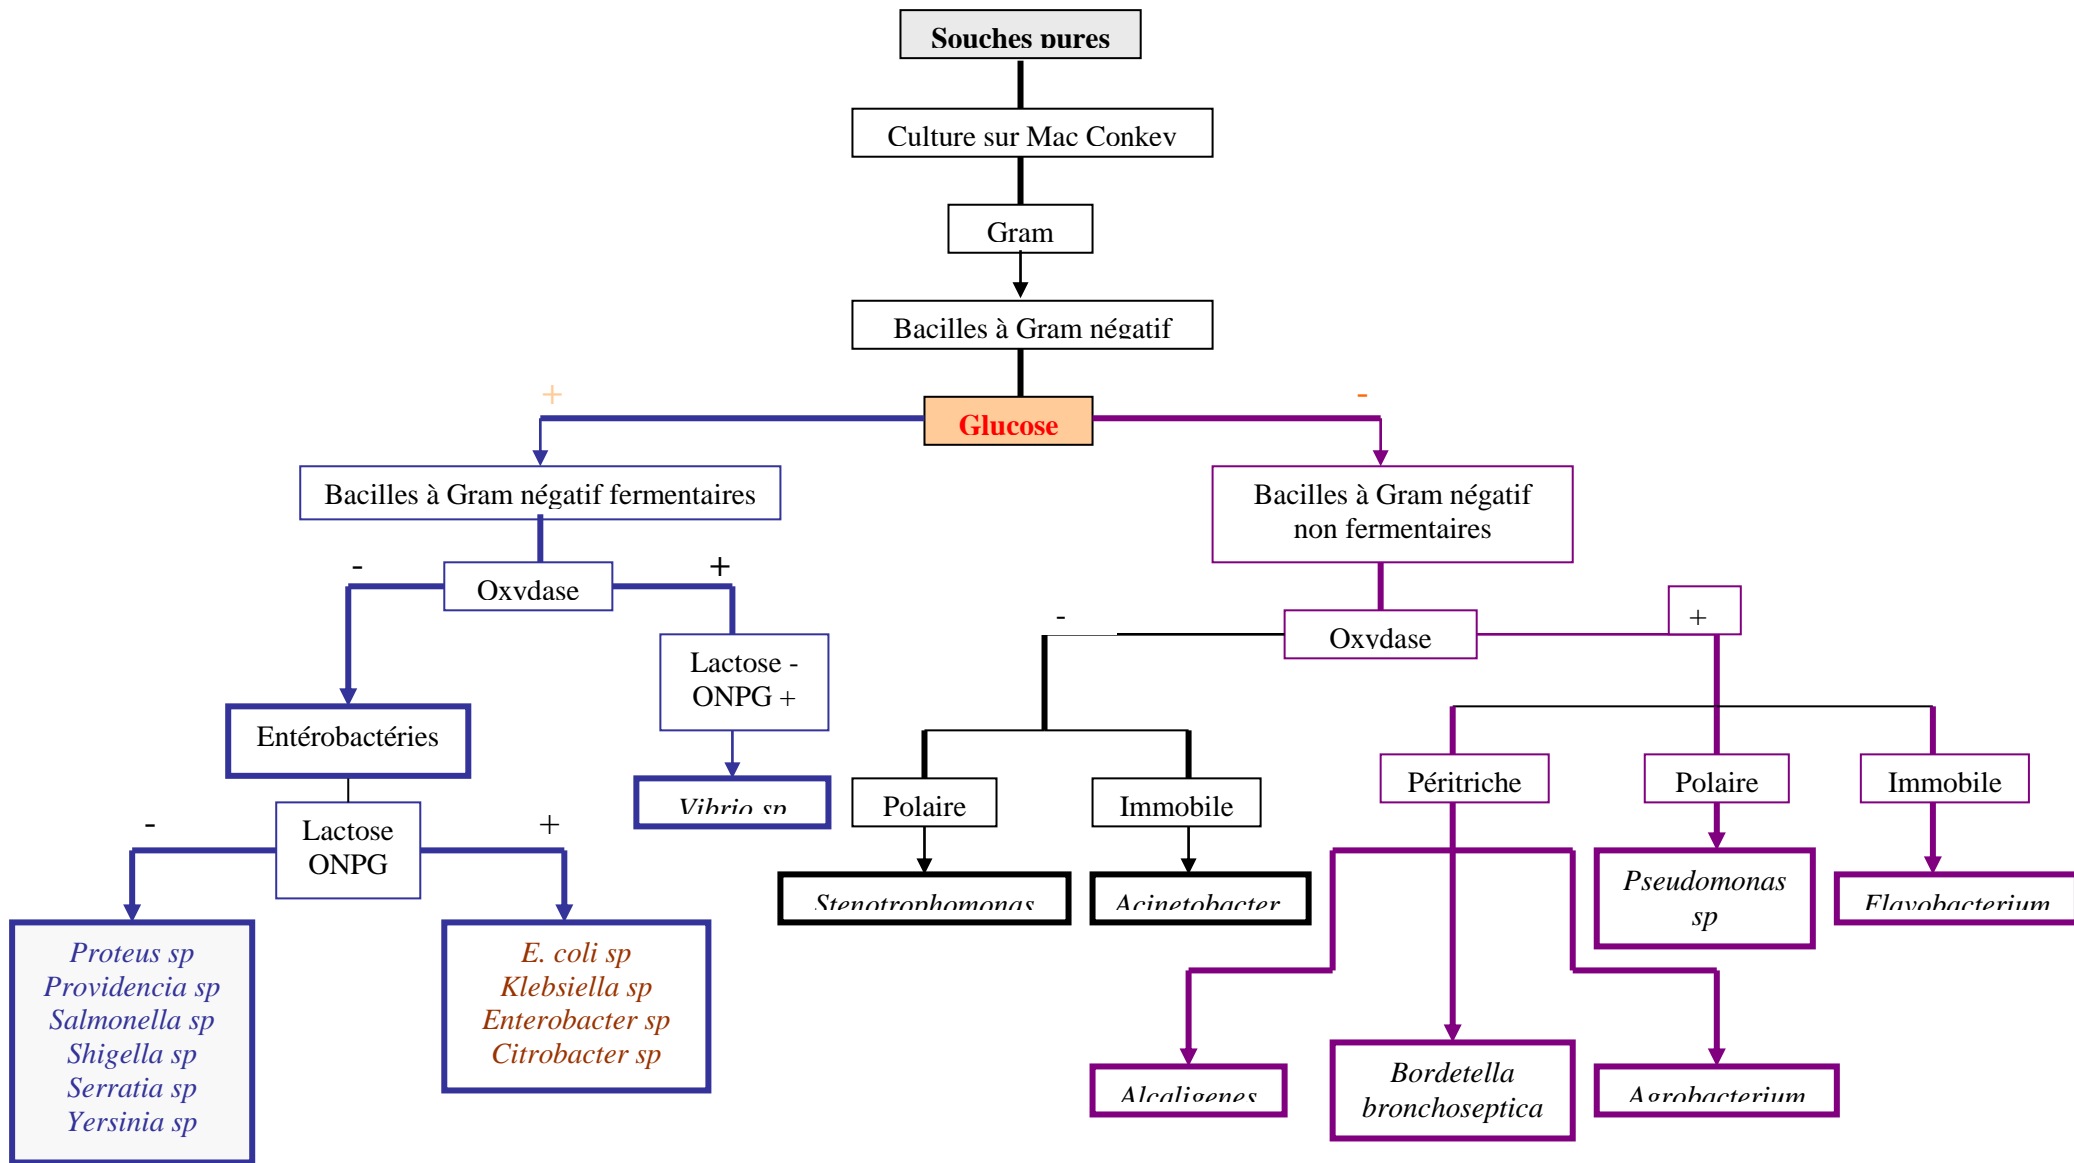 Souches pures
Culture sur Mac Conkey
Gram
Bacilles à Gram négatif
+
-
Glucose
Bacilles à Gram négatif fermentaires
Bacilles à Gram négatif
non fermentaires
-
Oxydase
+
-
Oxydase
+
Lactose -
ONPG +
Entérobactéries
Vibrio sp
Polaire
Immobile
Péritriche
Polaire
Immobile
-
Lactose
ONPG
+
Stenotrophomonas
Acinetobacter
Pseudomonas
sp
Flavobacterium
Proteus sp
Providencia sp
Salmonella sp
Shigella sp
Serratia sp
Yersinia sp
E. coli sp
Klebsiella sp
Enterobacter sp
Citrobacter sp
Alcaligenes
Bordetella
bronchoseptica
Agrobacterium